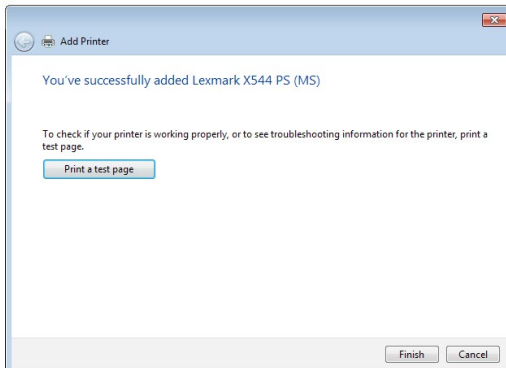 Add Printer
You've successfully added Lexmark X544 PS (MS)
To check if your printer is working properly, or to see troubleshooting information for the printer, print a
test page.
Print a test page
Finish Cancel